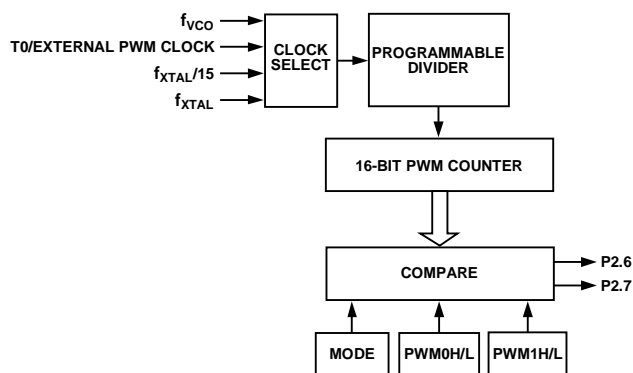 fVCO
T0/EXTERNAL PWM CLOCK
fXTAL/15
fXTAL
CLOCK
SELECT
PROGRAMMABLE
DIVIDER
16-BIT PWM COUNTER
COMPARE
P2.6
P2.7
MODE
PWM0H/L
PWM1H/L